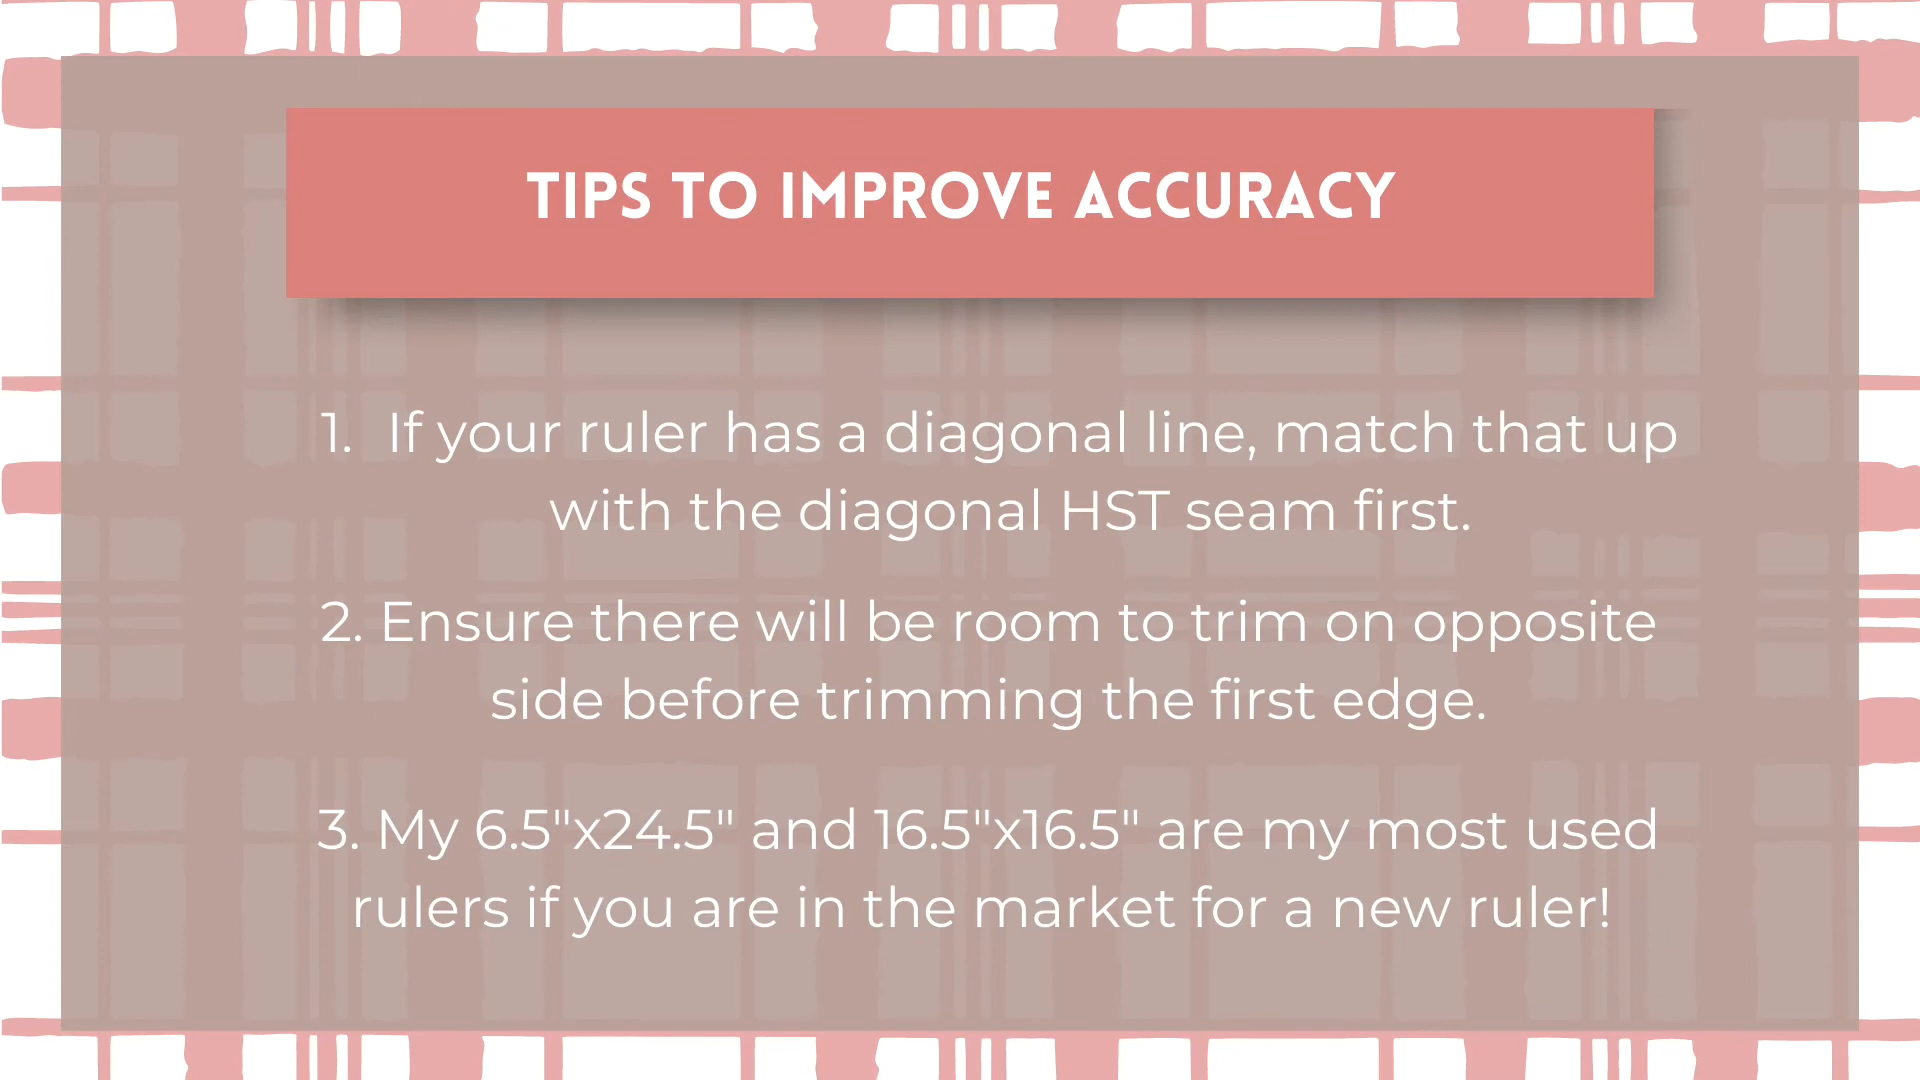 TIPS TO IMPROVE ACCURACY
1. If your ruler has a diagonal line, match that up
with the diagonal HST seam first.
2. Ensure there will be room to trim on opposite
side before trimming the first edge.
3. My 6.5"x24.5" and 16.5"x16.5" are my most used
rulers if you are in the market for a new ruler!